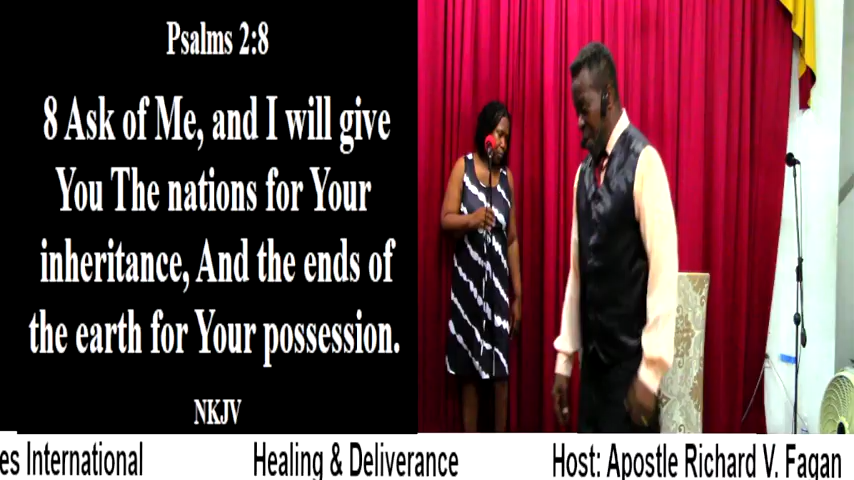 Psalms 2:8
8 Ask of Me, and I will give
You The nations for Your
inheritance, And the ends of
the earth for Your possession.
NKJV
es International Healing & Deliverance Host: Apostle Richard V. Fagan